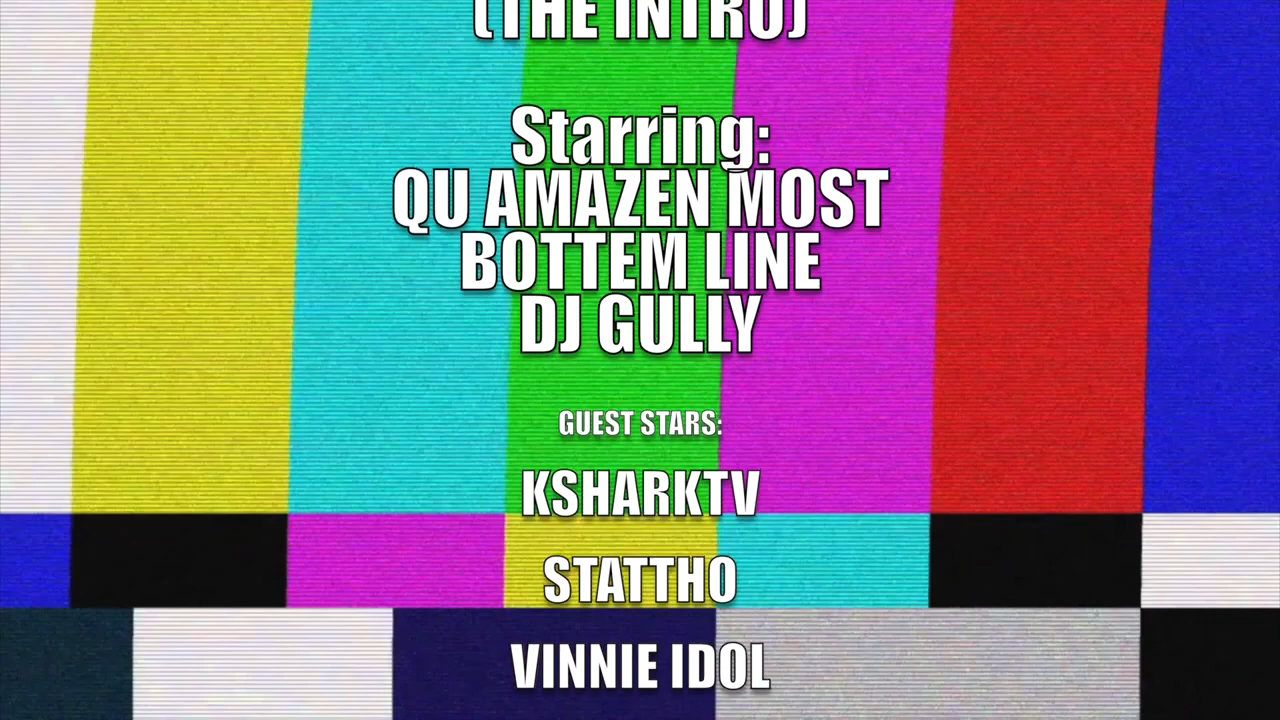 (THE INTRO)
Starring:
QU AMAZEN MOST
BOTTEM LINE
DJ GULLY
GUEST STARS:
KSHARKTV
STATTHO
VINNIE IDOL